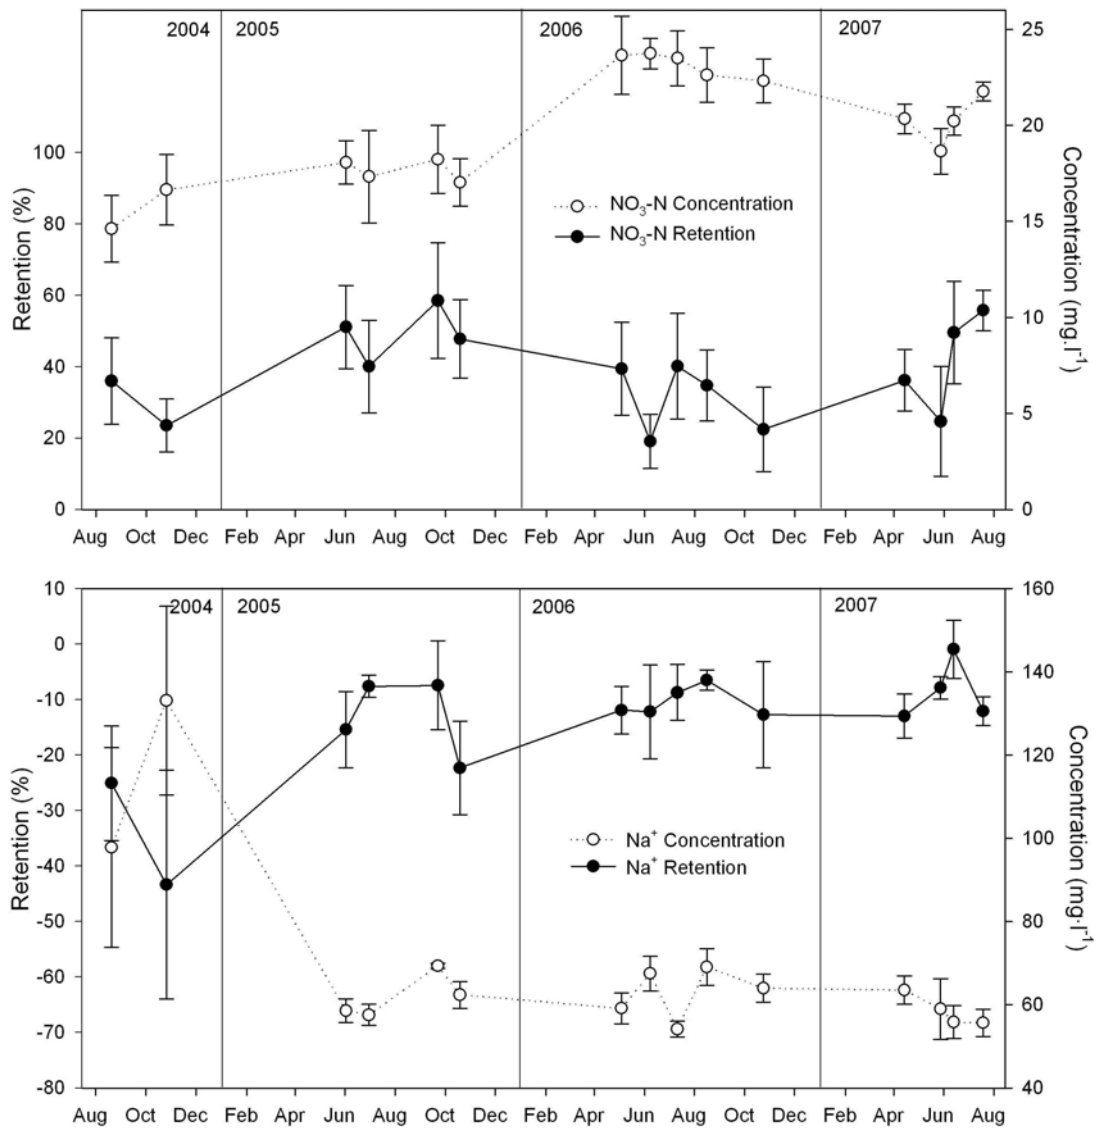 2004 2005 2006 2007
25
20
100
80
60
40
20
0
15
10
5
0
Retention (%)
Concentration (mg.l⁻¹)
NO₃-N Concentration
NO₃-N Retention
Aug Oct Dec Feb Apr Jun Aug Oct Dec Feb Apr Jun Aug Oct Dec Feb Apr Jun Aug
2004 2005 2006 2007
10
0
-10
-20
-30
-40
-50
-60
-70
-80
160
140
120
100
80
60
40
Retention (%)
Concentration (mg·l⁻¹)
Na⁺ Concentration
Na⁺ Retention
Aug Oct Dec Feb Apr Jun Aug Oct Dec Feb Apr Jun Aug Oct Dec Feb Apr Jun Aug